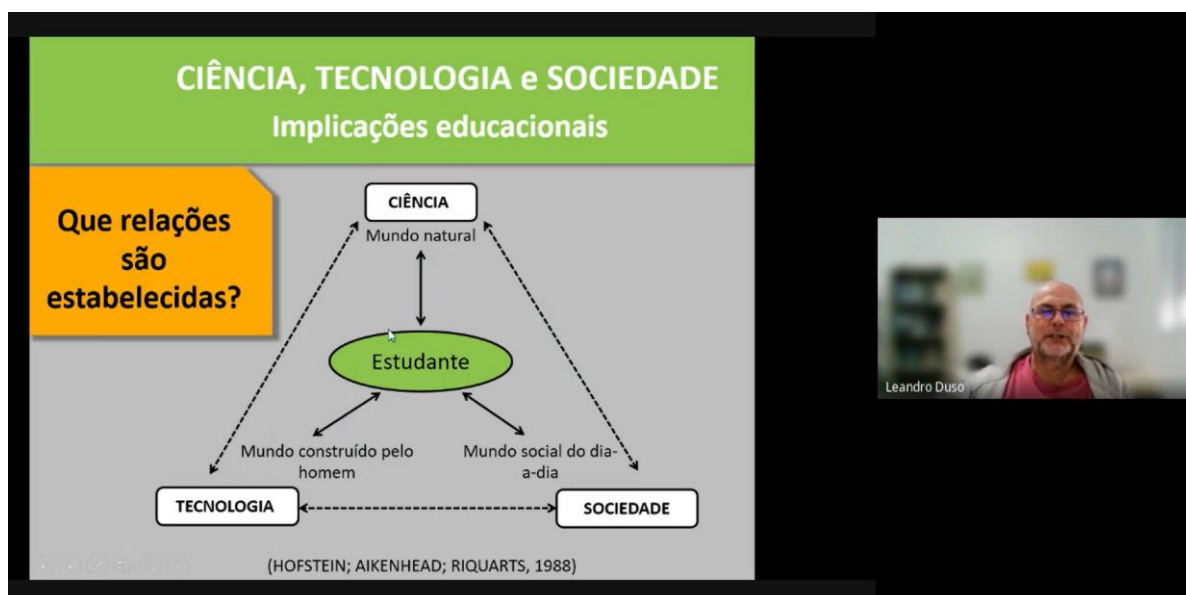 CIÊNCIA, TECNOLOGIA e SOCIEDADE
Implicações educacionais
Que relações
são
estabelecidas?
CIÊNCIA
Mundo natural
Estudante
Mundo construído pelo
homem
Mundo social do dia-
a-dia
TECNOLOGIA
SOCIEDADE
(HOFSTEIN; AIKENHEAD; RIQUARTS, 1988)
Leandro Duso